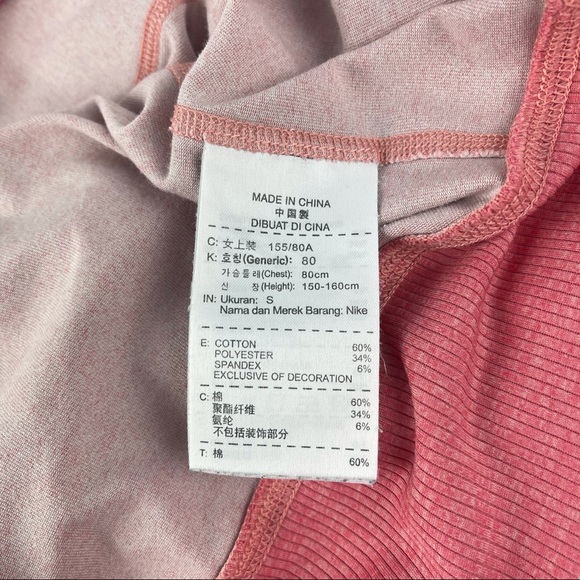 MADE IN CHINA
中国製
DIBUAT DI CINA
C: 女上装 155/80A
K: 호칭(Generic): 80
가슴둘레(Chest): 80cm
신 장(Height): 150-160cm
IN: Ukuran: S
Nama dan Merek Barang: Nike
E: COTTON 60%
POLYESTER 34%
SPANDEX 6%
EXCLUSIVE OF DECORATION
C: 棉 60%
聚酯纤维 34%
氨纶 6%
不包括装饰部分
T: 棉 60%